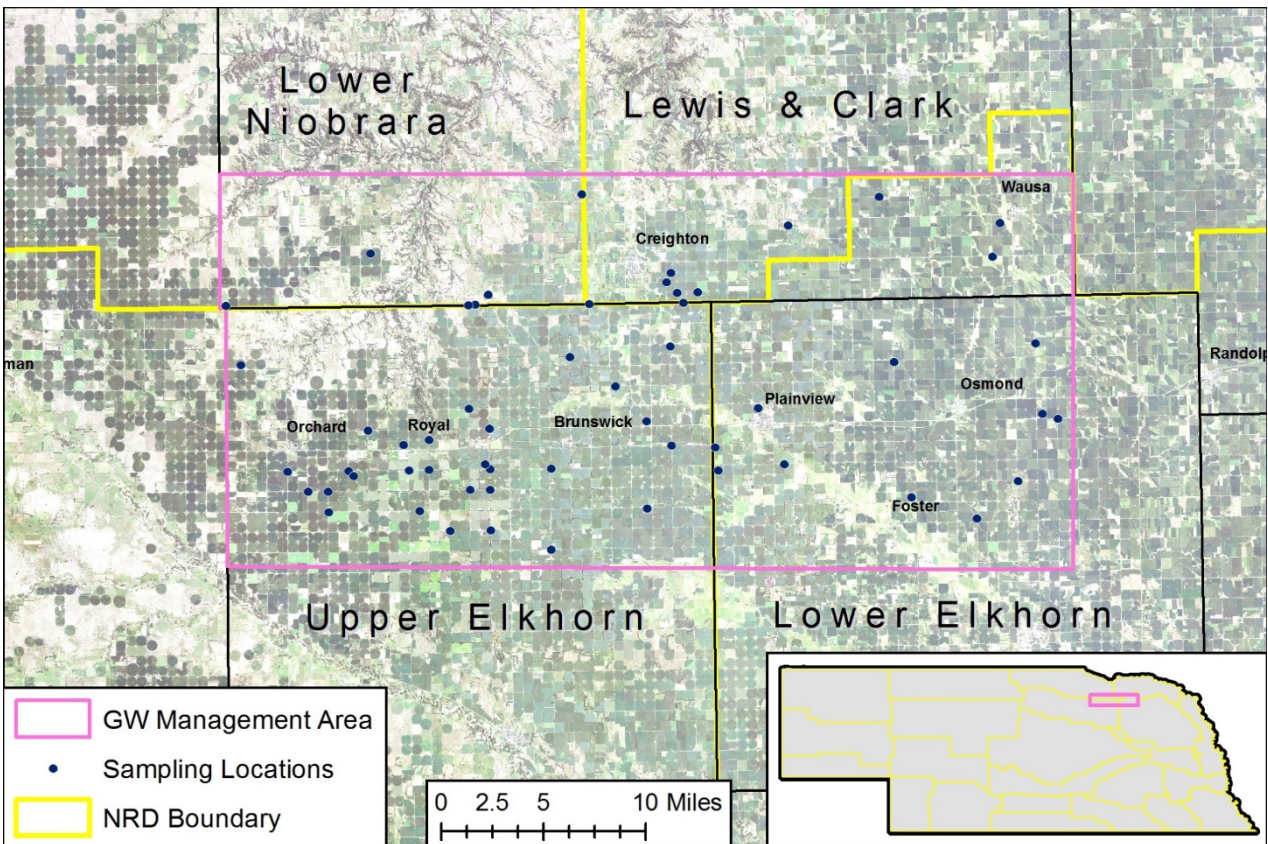 Lower
Niobrara
Lewis & Clark
Wausa
Creighton
man
Randolp
Osmond
Plainview
Orchard
Royal
Brunswick
Foster
Upper Elkhorn
Lower Elkhorn
GW Management Area
Sampling Locations
NRD Boundary
0 2.5 5 10 Miles